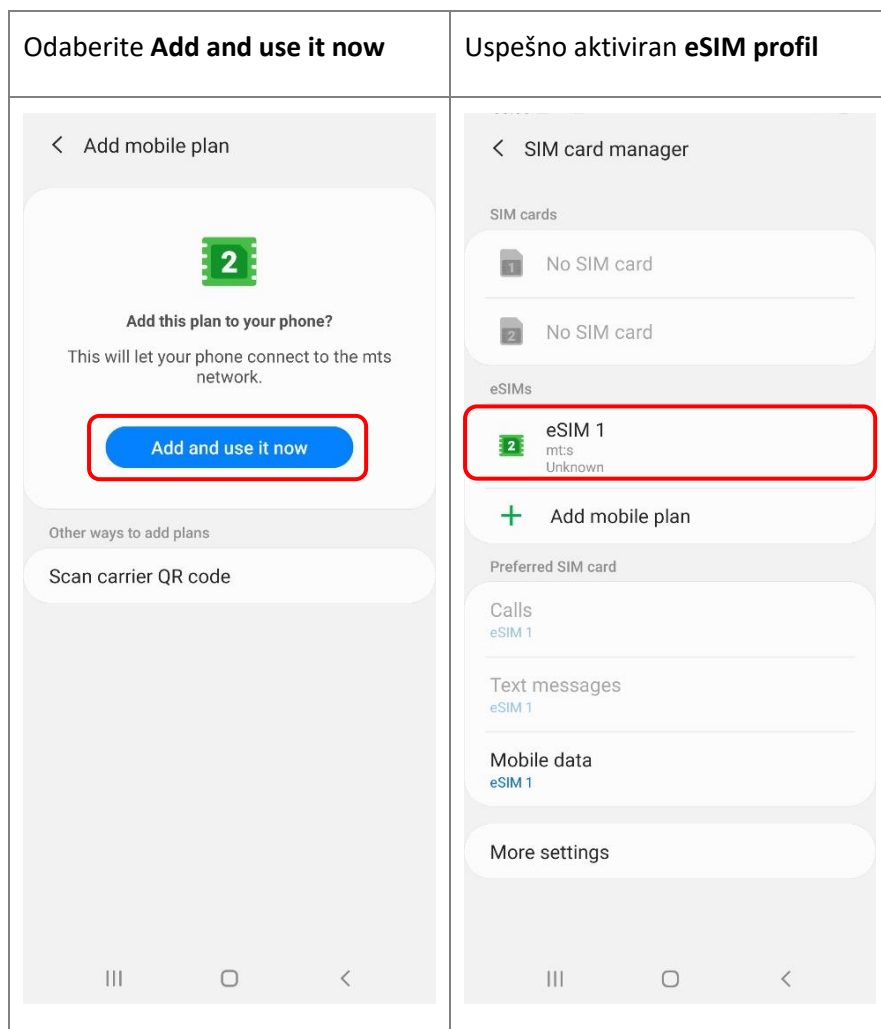 Odaberite Add and use it now
Uspešno aktiviran eSIM profil
Add mobile plan
2
Add this plan to your phone?
This will let your phone connect to the mts
network.
Add and use it now
Other ways to add plans
Scan carrier QR code
SIM card manager
SIM cards
1
No SIM card
2
No SIM card
eSIMs
2
eSIM 1
mt:s
Unknown
Add mobile plan
Preferred SIM card
Calls
eSIM 1
Text messages
eSIM 1
Mobile data
eSIM 1
More settings